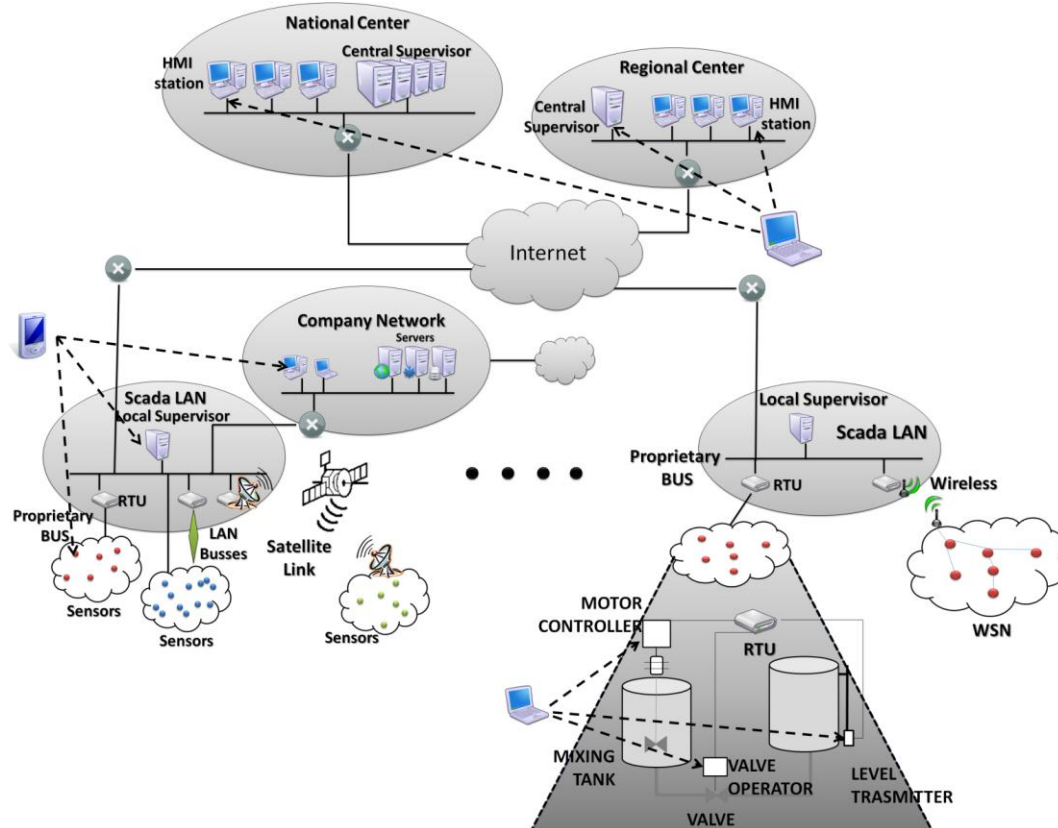 National Center
HMI
station
Central Supervisor
Regional Center
Central
Supervisor
HMI
station
Internet
Company Network
Servers
Scada LAN
Local Supervisor
RTU
Proprietary
BUS
LAN
Busses
Sensors
Sensors
Satellite
Link
Sensors
Local Supervisor
Scada LAN
Proprietary
BUS
RTU
Wireless
WSN
MOTOR
CONTROLLER
RTU
MIXING
TANK
VALVE
OPERATOR
VALVE
LEVEL
TRASMITTER